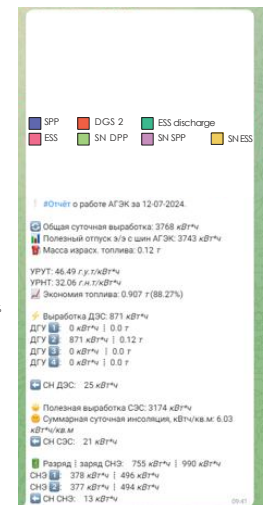 SPP DGS 2 ESS discharge
ESS SN DPP SN SPP SN ESS
#Отчёт о работе АГЭК за 12-07-2024.
Общая суточная выработка: 3768 кВт*ч
Полезный отпуск э/э с шин АГЭК: 3743 кВт*ч
Масса израсх. топлива: 0.12 т
УРУТ: 46.49 г.у.т/кВт*ч
УРНТ: 32.06 г.н.т/кВт*ч
Экономия топлива: 0.907 т (88.27%)
Выработка ДЭС: 871 кВт*ч
ДГУ 1: 0 кВт*ч | 0.0 т
ДГУ 2: 871 кВт*ч | 0.12 т
ДГУ 3: 0 кВт*ч | 0.0 т
ДГУ 4: 0 кВт*ч | 0.0 т
СН ДЭС: 25 кВт*ч
Полезная выработка СЭС: 3174 кВт*ч
Суммарная суточная инсоляция, кВтч/кв.м: 6.03
кВт*ч/кв.м
СН СЭС: 21 кВт*ч
Разряд | заряд СНЭ: 755 кВт*ч | 990 кВт*ч
СНЭ 1: 378 кВт*ч | 496 кВт*ч
СНЭ 2: 377 кВт*ч | 494 кВт*ч
СН СНЭ: 13 кВт*ч